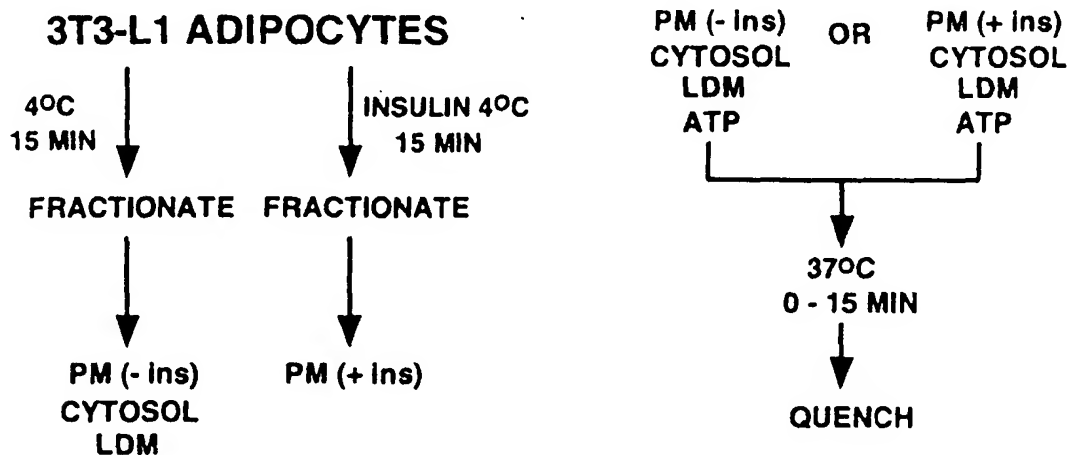 3T3-L1 ADIPOCYTES
4ºC
15 MIN
INSULIN 4ºC
15 MIN
FRACTIONATE
FRACTIONATE
PM (- ins)
CYTOSOL
LDM
PM (+ ins)
PM (- ins)
CYTOSOL
LDM
ATP
OR
PM (+ ins)
CYTOSOL
LDM
ATP
37ºC
0 - 15 MIN
QUENCH